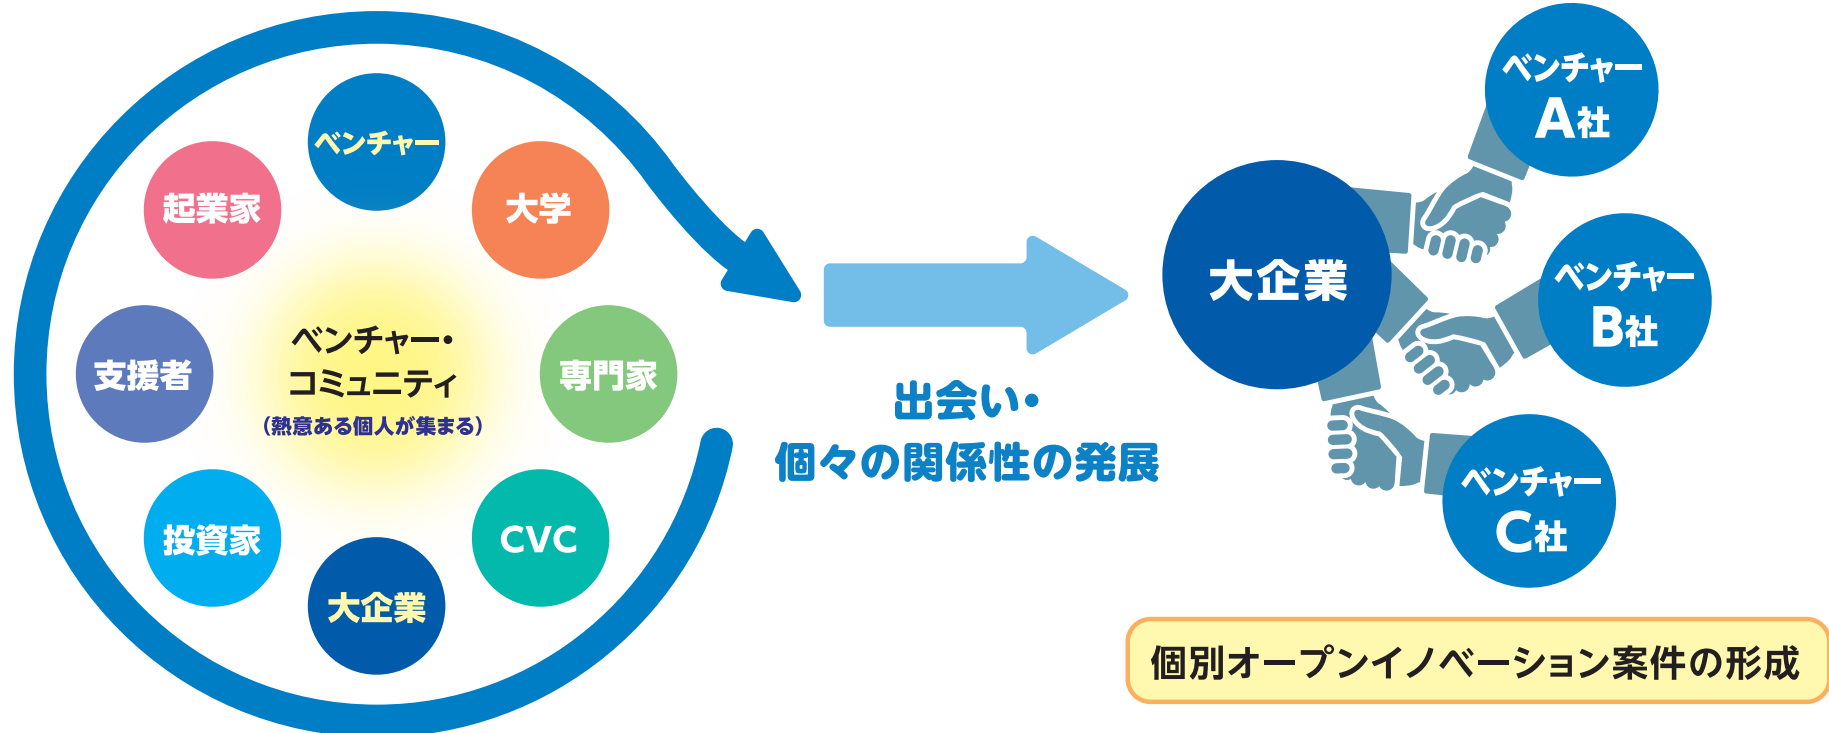 ベンチャー
大学
専門家
CVC
大企業
投資家
支援者
起業家
ベンチャー・
コミュニティ
（熱意ある個人が集まる）
出会い・
個々の関係性の発展
大企業
ベンチャー
A社
ベンチャー
B社
ベンチャー
C社
個別オープンイノベーション案件の形成